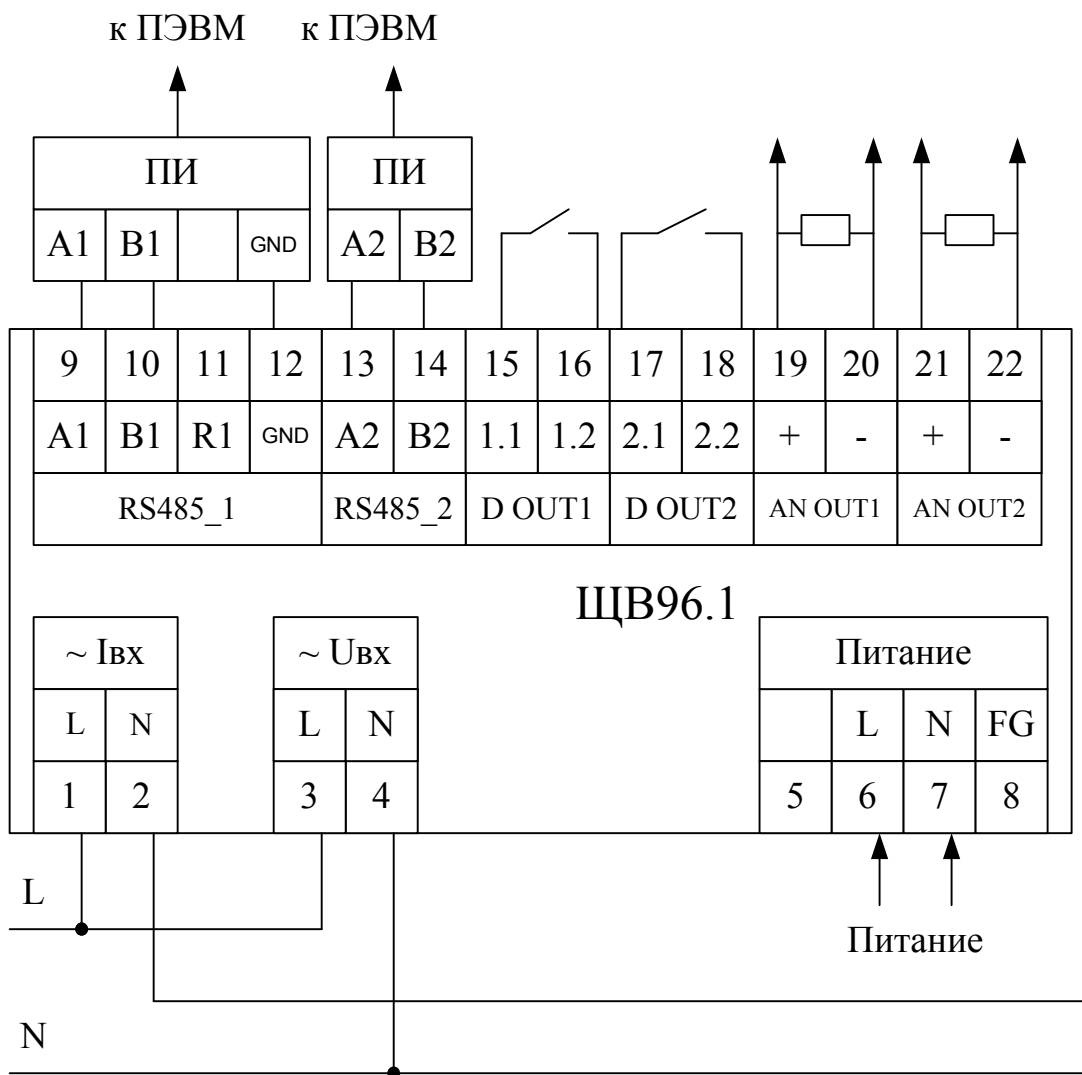 к ПЭВМ к ПЭВМ
ПИ ПИ
A1 B1 GND A2 B2
9 10 11 12 13 14 15 16 17 18 19 20 21 22
A1 B1 R1 GND A2 B2 1.1 1.2 2.1 2.2 + - + -
RS485_1 RS485_2 D OUT1 D OUT2 AN OUT1 AN OUT2
ЩВ96.1
~ Iвх ~ Uвх Питание
L N L N L N FG
1 2 3 4 5 6 7 8
L
Питание
N